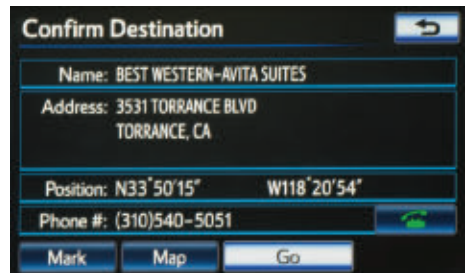 Confirm Destination
Name: BEST WESTERN-AVITA SUITES
Address: 3531 TORRANCE BLVD
TORRANCE, CA
Position: N33°50'15" W118°20'54"
Phone #: (310)540-5051
Mark Map Go